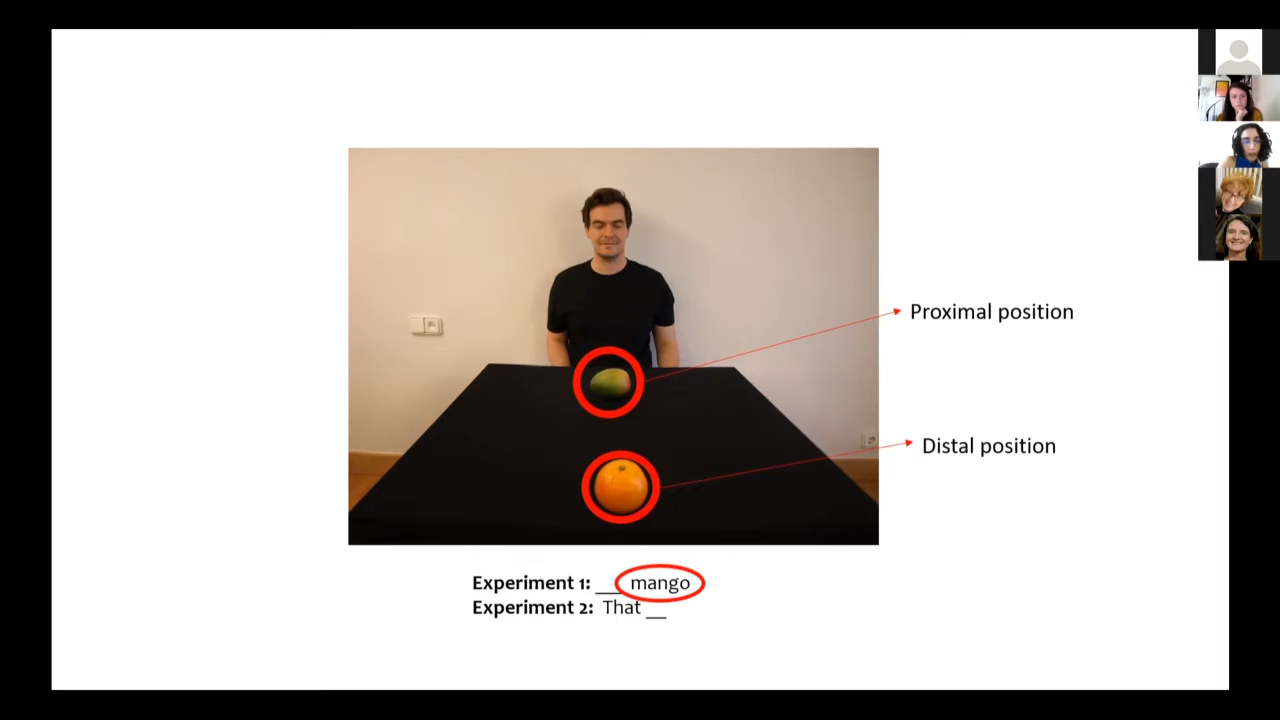 Proximal position
Distal position
Experiment 1: __ mango
Experiment 2: That __